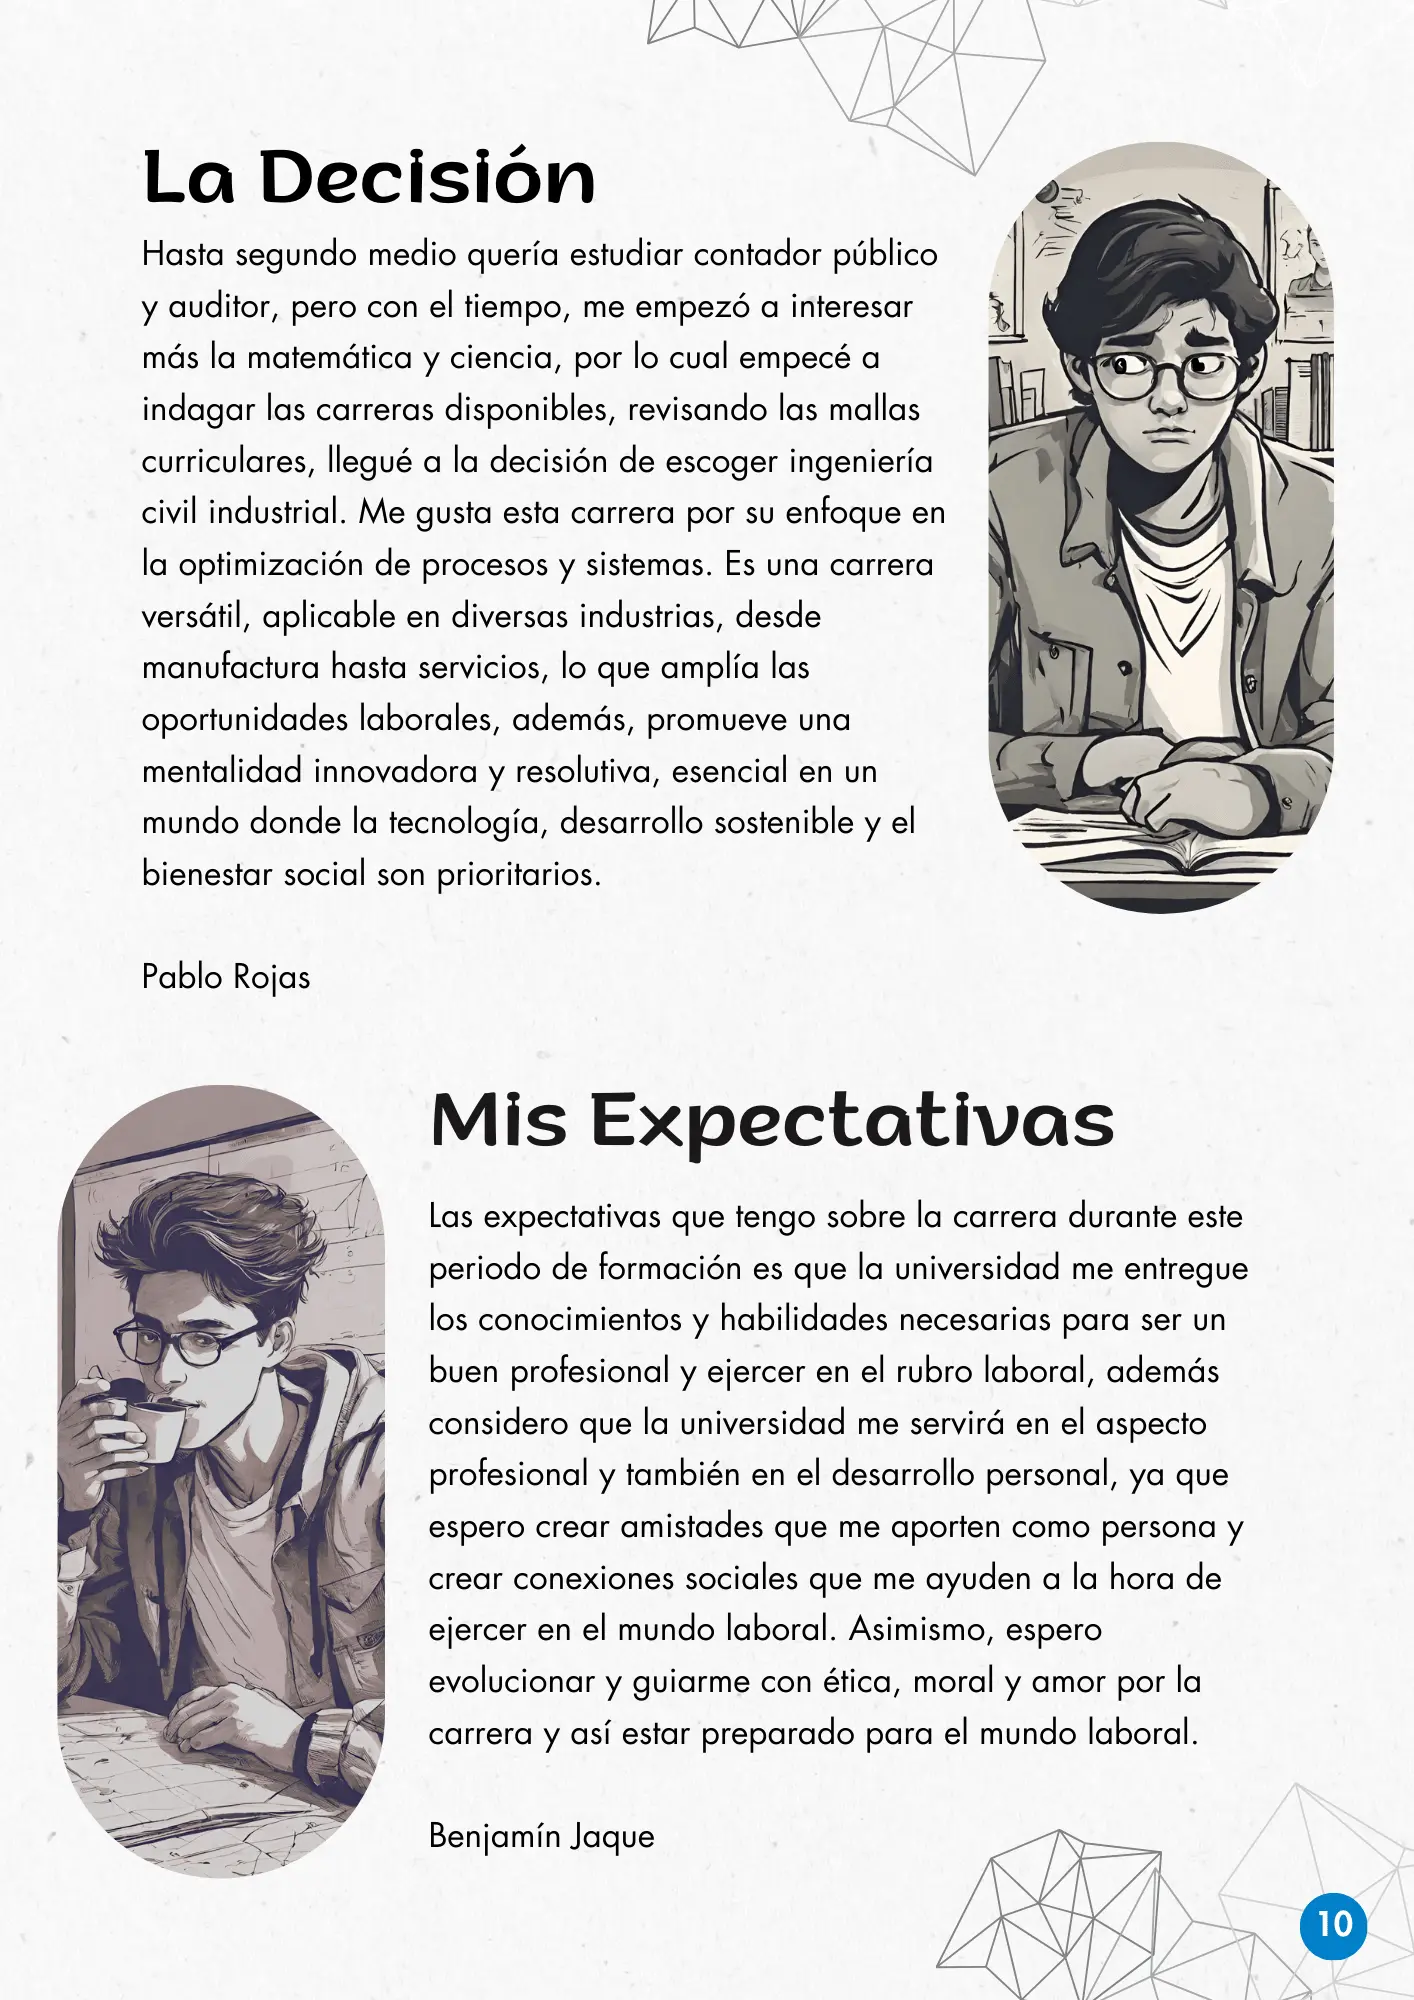 La Decisión
Hasta segundo medio quería estudiar contador público
y auditor, pero con el tiempo, me empezó a interesar
más la matemática y ciencia, por lo cual empecé a
indagar las carreras disponibles, revisando las mallas
curriculares, llegué a la decisión de escoger ingeniería
civil industrial. Me gusta esta carrera por su enfoque en
la optimización de procesos y sistemas. Es una carrera
versátil, aplicable en diversas industrias, desde
manufactura hasta servicios, lo que amplía las
oportunidades laborales, además, promueve una
mentalidad innovadora y resolutiva, esencial en un
mundo donde la tecnología, desarrollo sostenible y el
bienestar social son prioritarios.
Pablo Rojas
Mis Expectativas
Las expectativas que tengo sobre la carrera durante este
periodo de formación es que la universidad me entregue
los conocimientos y habilidades necesarias para ser un
buen profesional y ejercer en el rubro laboral, además
considero que la universidad me servirá en el aspecto
profesional y también en el desarrollo personal, ya que
espero crear amistades que me aporten como persona y
crear conexiones sociales que me ayuden a la hora de
ejercer en el mundo laboral. Asimismo, espero
evolucionar y guiarme con ética, moral y amor por la
carrera y así estar preparado para el mundo laboral.
Benjamín Jaque
10